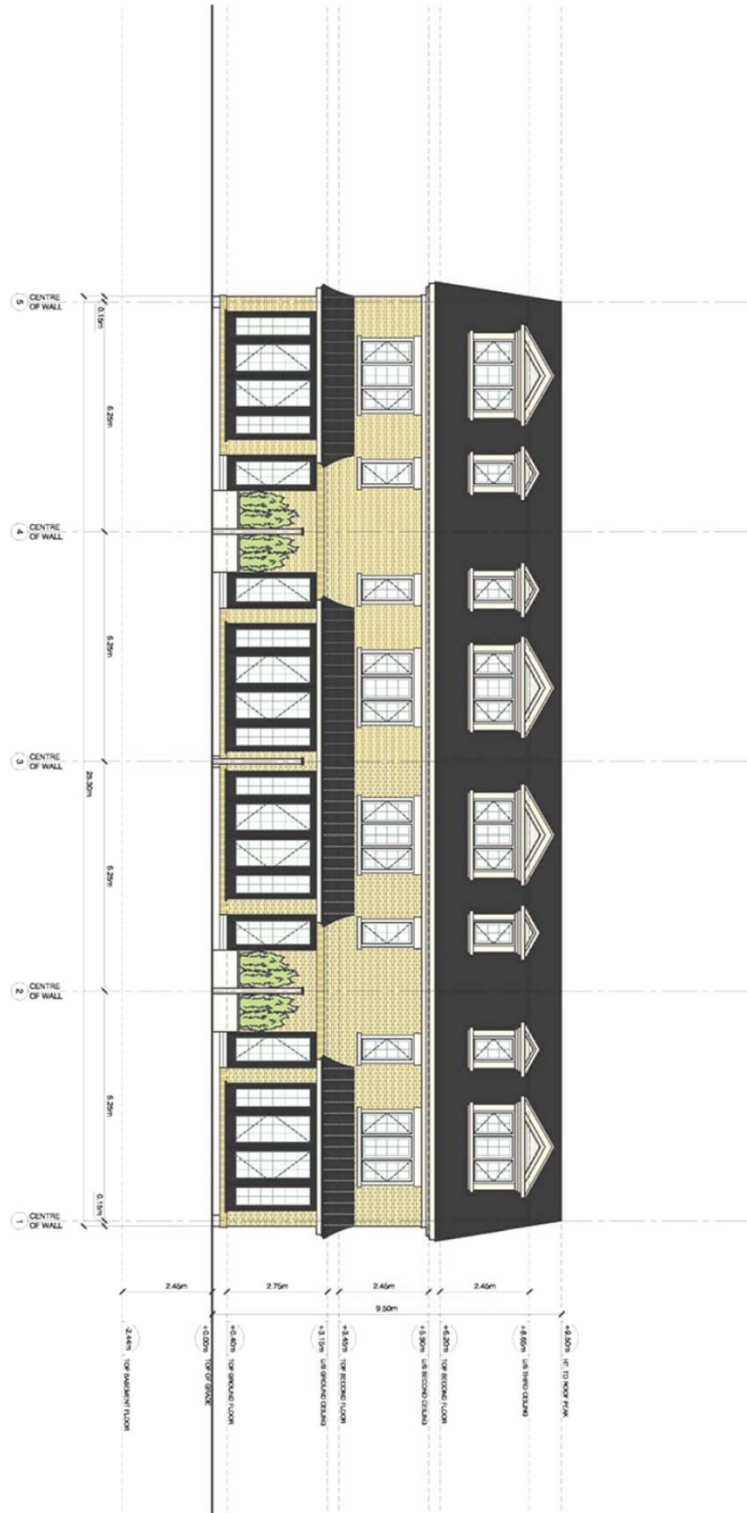 5 CENTRE
OF WALL
0.15m
6.25m
4 CENTRE
OF WALL
6.25m
3 CENTRE
OF WALL
25.30m
6.25m
2 CENTRE
OF WALL
6.25m
0.15m
1 CENTRE
OF WALL
2.45m
2.75m
2.45m
2.45m
9.50m
+9.50m HT. TO ROOF PEAK
+8.65m U/S THIRD CEILING
+6.20m TOP SECOND FLOOR
+5.90m U/S SECOND CEILING
+3.45m TOP SECOND FLOOR
+3.15m U/S GROUND CEILING
+0.40m TOP GROUND FLOOR
+0.00m TOP OF GRADE
-2.44m TOP BASEMENT FLOOR